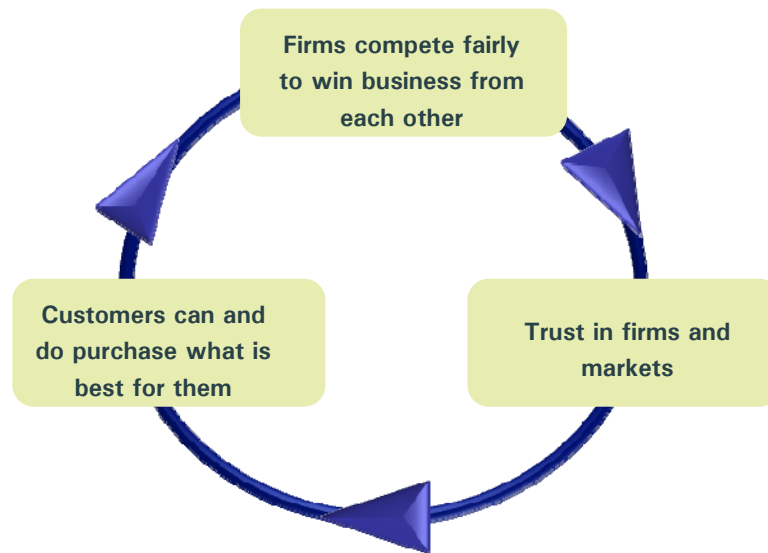 Firms compete fairly
to win business from
each other
Customers can and
do purchase what is
best for them
Trust in firms and
markets